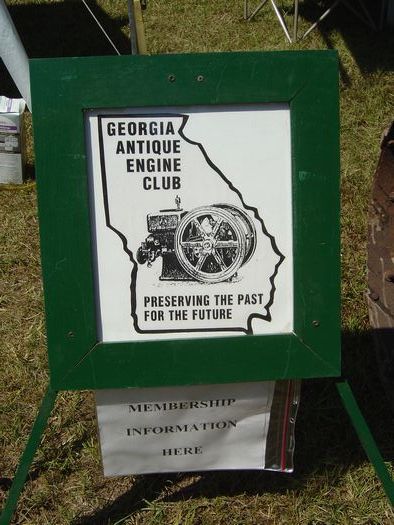 GEORGIA
ANTIQUE
ENGINE
CLUB
PRESERVING THE PAST
FOR THE FUTURE
MEMBERSHIP
INFORMATION
HERE